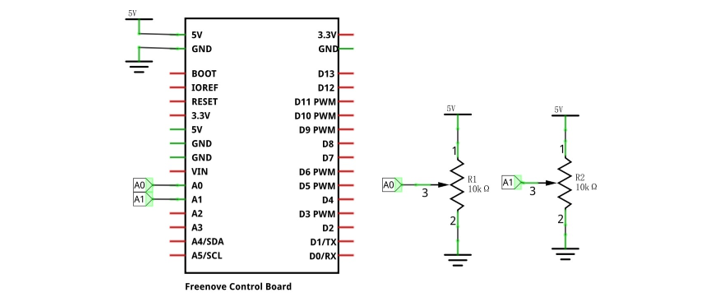 5V
5V
GND
BOOT
IOREF
RESET
3.3V
5V
GND
GND
VIN
A0
A1
A2
A3
A4/SDA
A5/SCL
A0
A1
3.3V
GND
D13
D12
D11 PWM
D10 PWM
D9 PWM
D8
D7
D6 PWM
D5 PWM
D4
D3 PWM
D2
D1/TX
D0/RX
Freenove Control Board
5V
1
A0
3
R1
10kΩ
2
5V
1
A1
3
R2
10kΩ
2